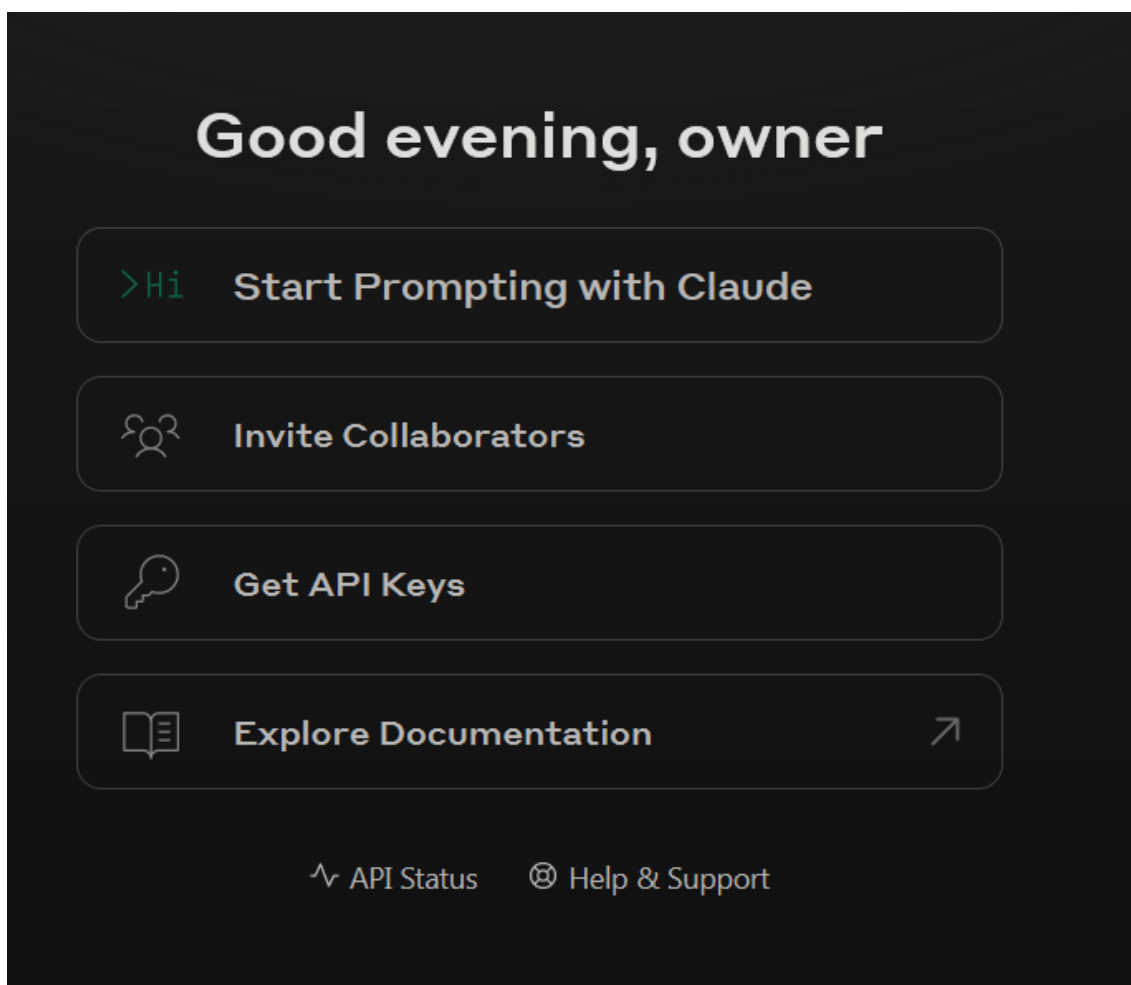 Good evening, owner
>Hi Start Prompting with Claude
Invite Collaborators
Get API Keys
Explore Documentation
API Status Help & Support